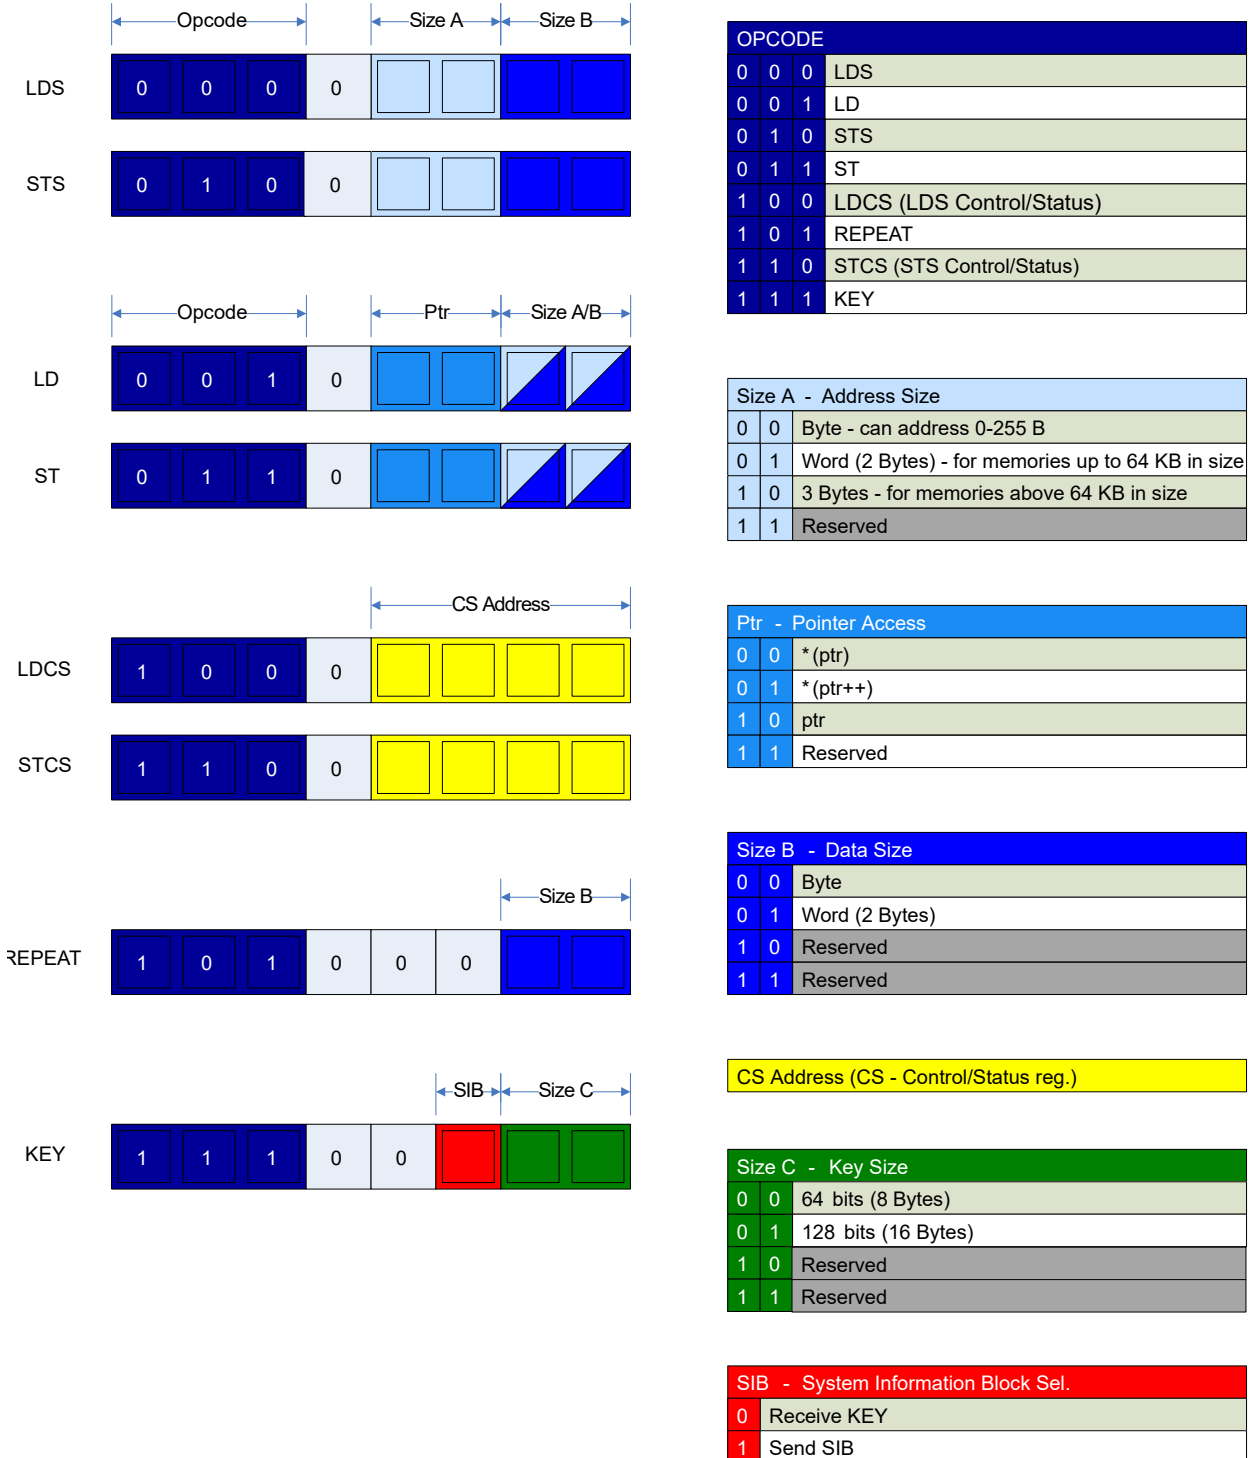 Opcode Size A Size B
LDS 0 0 0 0
STS 0 1 0 0
Opcode Ptr Size A/B
LD 0 0 1 0
ST 0 1 1 0
CS Address
LDCS 1 0 0 0
STCS 1 1 0 0
Size B
REPEAT 1 0 1 0 0 0
SIB Size C
KEY 1 1 1 0 0
OPCODE
0 0 0 LDS
0 0 1 LD
0 1 0 STS
0 1 1 ST
1 0 0 LDCS (LDS Control/Status)
1 0 1 REPEAT
1 1 0 STCS (STS Control/Status)
1 1 1 KEY
Size A - Address Size
0 0 Byte - can address 0-255 B
0 1 Word (2 Bytes) - for memories up to 64 KB in size
1 0 3 Bytes - for memories above 64 KB in size
1 1 Reserved
Ptr - Pointer Access
0 0 *(ptr)
0 1 *(ptr++)
1 0 ptr
1 1 Reserved
Size B - Data Size
0 0 Byte
0 1 Word (2 Bytes)
1 0 Reserved
1 1 Reserved
CS Address (CS - Control/Status reg.)
Size C - Key Size
0 0 64 bits (8 Bytes)
0 1 128 bits (16 Bytes)
1 0 Reserved
1 1 Reserved
SIB - System Information Block Sel.
0 Receive KEY
1 Send SIB